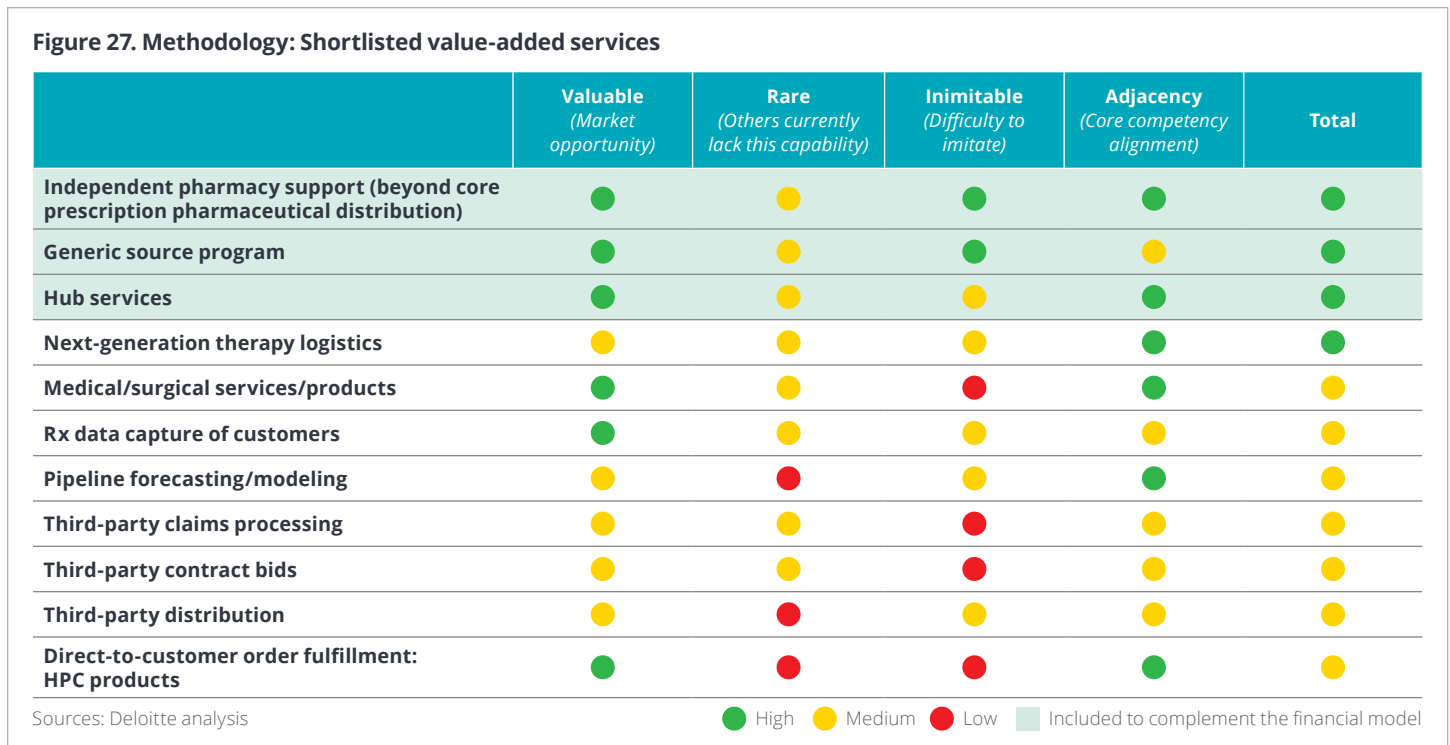 Figure 27. Methodology: Shortlisted value-added services
Valuable
(Market
opportunity)
Rare
(Others currently
lack this capability)
Inimitable
(Difficulty to
imitate)
Adjacency
(Core competency
alignment)
Total
Independent pharmacy support (beyond core
prescription pharmaceutical distribution)
Generic source program
Hub services
Next-generation therapy logistics
Medical/surgical services/products
Rx data capture of customers
Pipeline forecasting/modeling
Third-party claims processing
Third-party contract bids
Third-party distribution
Direct-to-customer order fulfillment:
HPC products
Sources: Deloitte analysis
High Medium Low Included to complement the financial model